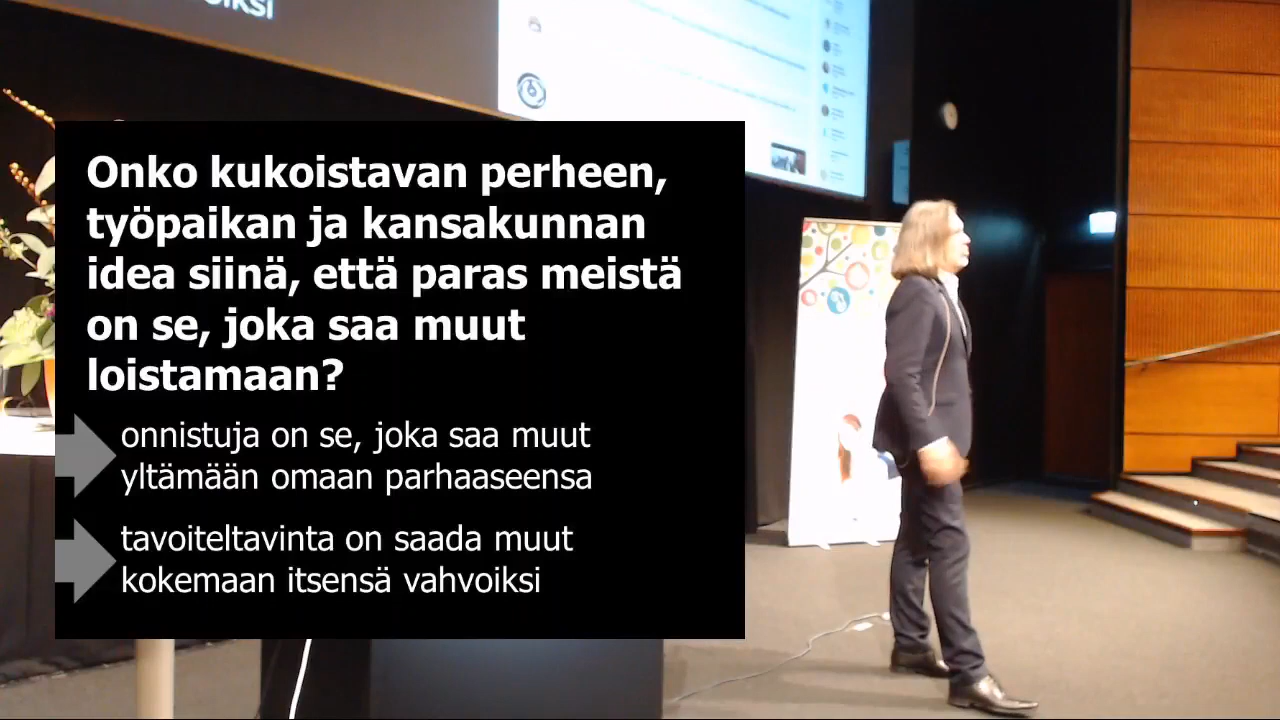 Onko kukoistavan perheen,
työpaikan ja kansakunnan
idea siinä, että paras meistä
on se, joka saa muut
loistamaan?
onnistuja on se, joka saa muut
yltämään omaan parhaaseensa
tavoiteltavinta on saada muut
kokemaan itsensä vahvoiksi